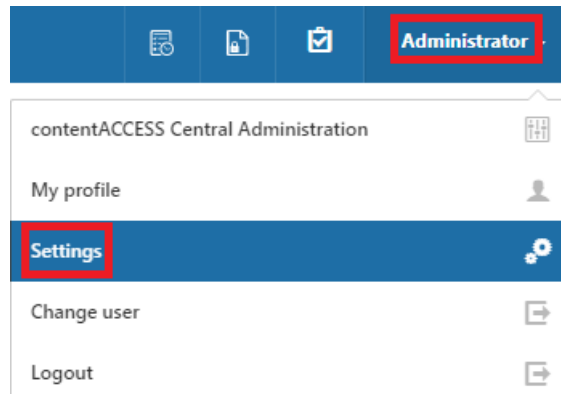 Administrator
contentACCESS Central Administration
My profile
Settings
Change user
Logout